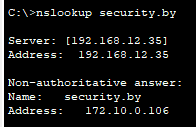 C:\>nslookup security.by
Server: [192.168.12.35]
Address: 192.168.12.35
Non-authoritative answer:
Name: security.by
Address: 172.10.0.106